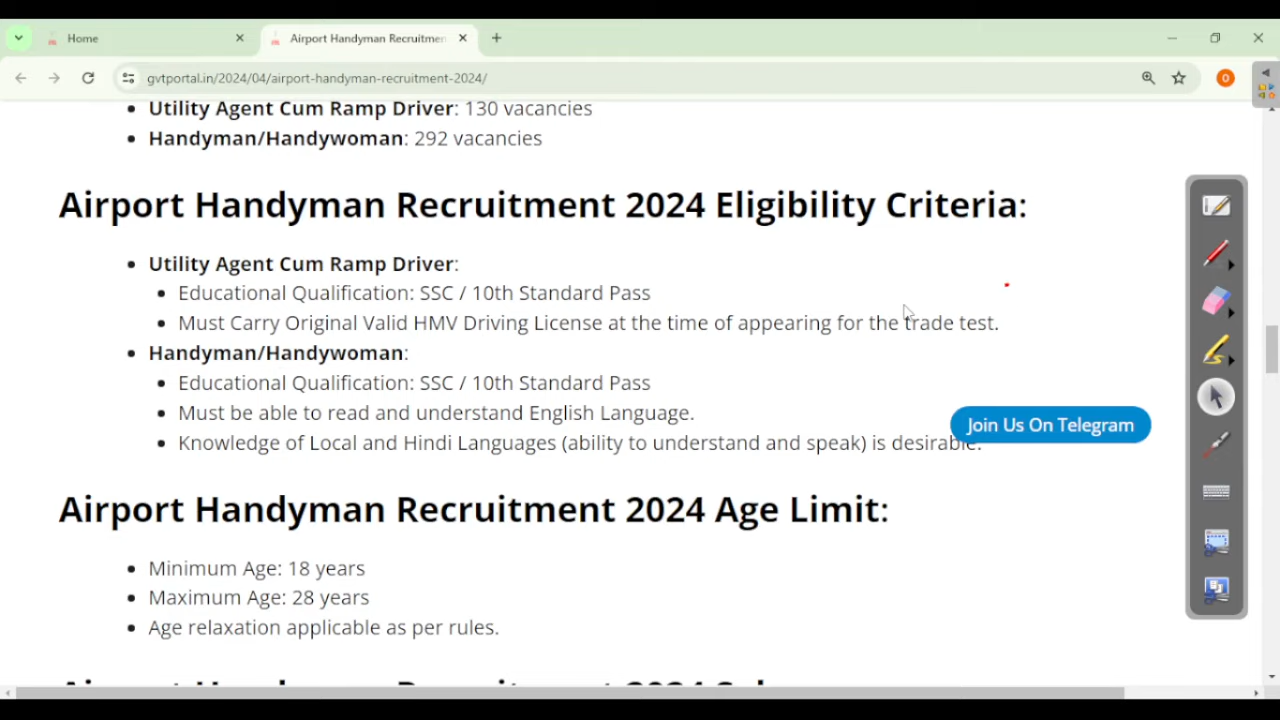 Home
Airport Handyman Recruitmen
gvtportal.in/2024/04/airport-handyman-recruitment-2024/
O
Utility Agent Cum Ramp Driver: 130 vacancies
Handyman/Handywoman: 292 vacancies
Airport Handyman Recruitment 2024 Eligibility Criteria:
Utility Agent Cum Ramp Driver:
Educational Qualification: SSC / 10th Standard Pass
Must Carry Original Valid HMV Driving License at the time of appearing for the trade test.
Handyman/Handywoman:
Educational Qualification: SSC / 10th Standard Pass
Must be able to read and understand English Language.
Join Us On Telegram
Knowledge of Local and Hindi Languages (ability to understand and speak) is desirable.
Airport Handyman Recruitment 2024 Age Limit:
Minimum Age: 18 years
Maximum Age: 28 years
Age relaxation applicable as per rules.